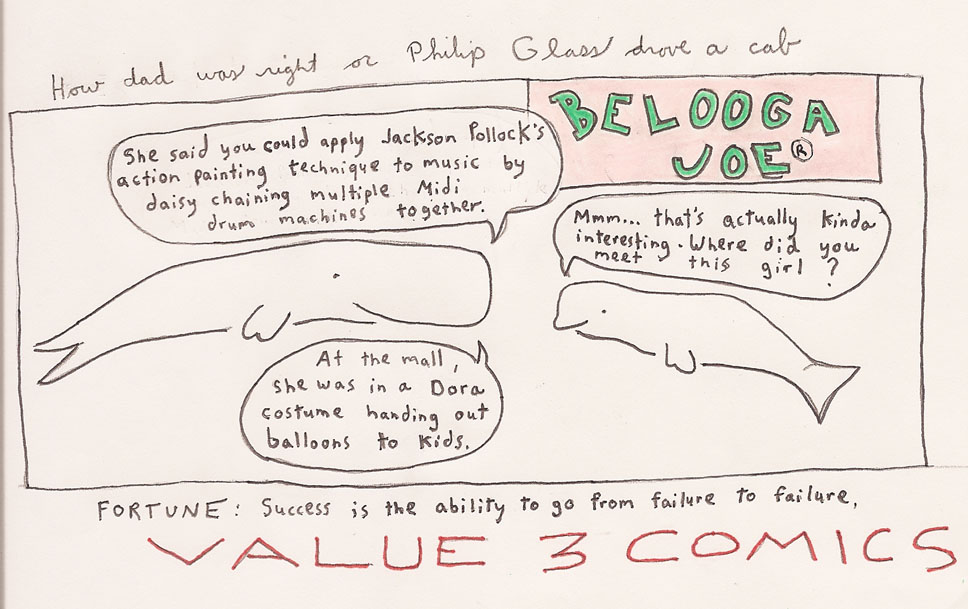 How dad was right or Philip Glass drove a cab
BELOOGA
JOE®
She said you could apply Jackson Pollock's
action painting technique to music by
daisy chaining multiple Midi
drum machines together.
Mmm... that's actually kinda
interesting. Where did you
meet this girl ?
At the mall,
she was in a Dora
costume handing out
balloons to kids.
FORTUNE: Success is the ability to go from failure to failure,
VALUE 3 COMICS